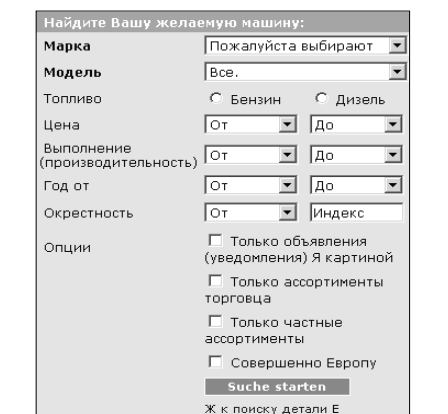 Найдите Вашу желаемую машину:
Марка Пожалуйста выбирают
Модель Все.
Топливо Бензин Дизель
Цена От До
Выполнение
(производительность) От До
Год от От До
Окрестность От Индекс
Опции
Только объявления
(уведомления) Я картиной
Только ассортименты
торговца
Только частные
ассортименты
Совершенно Европу
Suche starten
Ж к поиску детали Е